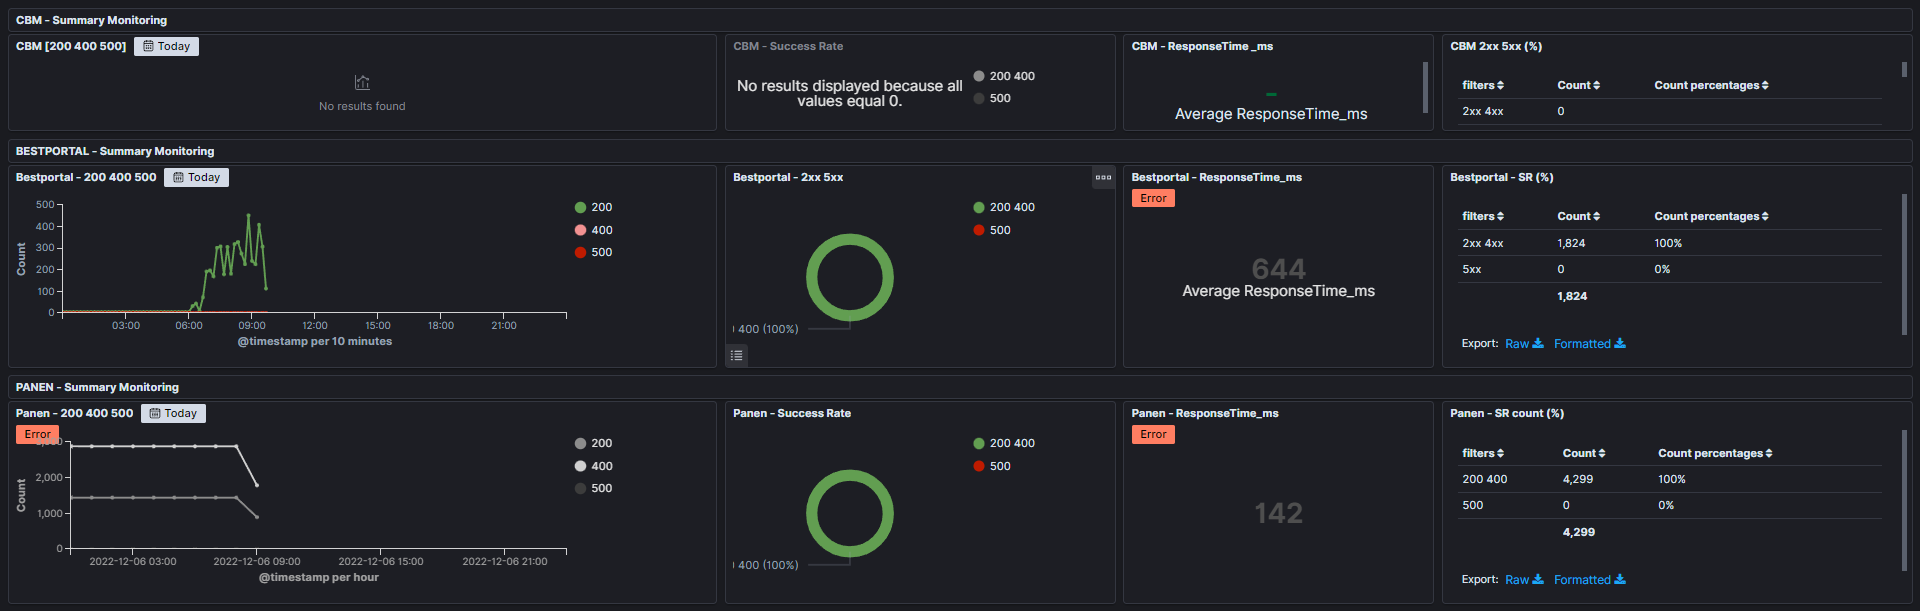 CBM - Summary Monitoring
CBM [200 400 500] Today
No results found
CBM - Success Rate
No results displayed because all
values equal 0.
200 400
500
CBM - ResponseTime _ms
Average ResponseTime_ms
CBM 2xx 5xx (%)
filters Count Count percentages
2xx 4xx 0
BESTPORTAL - Summary Monitoring
Bestportal - 200 400 500 Today
500
400
300
200
100
0
Count
03:00 06:00 09:00 12:00 15:00 18:00 21:00
@timestamp per 10 minutes
200
400
500
Bestportal - 2xx 5xx
200 400
500
400 (100%)
Bestportal - ResponseTime_ms
Error
644
Average ResponseTime_ms
Bestportal - SR (%)
filters Count Count percentages
2xx 4xx 1,824 100%
5xx 0 0%
1,824
Export: Raw Formatted
PANEN - Summary Monitoring
Panen - 200 400 500 Today
Error
2,000
1,000
0
Count
2022-12-06 03:00 2022-12-06 09:00 2022-12-06 15:00 2022-12-06 21:00
@timestamp per hour
200
400
500
Panen - Success Rate
200 400
500
400 (100%)
Panen - ResponseTime_ms
Error
142
Panen - SR count (%)
filters Count Count percentages
200 400 4,299 100%
500 0 0%
4,299
Export: Raw Formatted